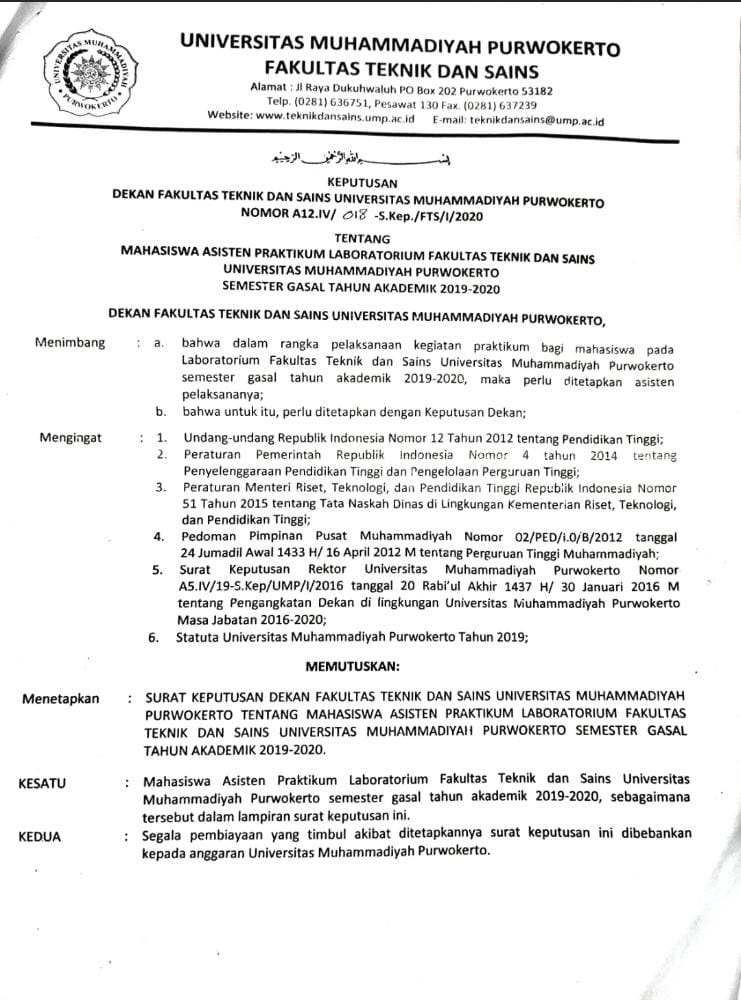 UNIVERSITAS MUHAMMADIYAH
PURWOKERTO
UNIVERSITAS MUHAMMADIYAH PURWOKERTO
FAKULTAS TEKNIK DAN SAINS
Alamat : Jl Raya Dukuhwaluh PO Box 202 Purwokerto 53182
Telp. (0281) 636751, Pesawat 130 Fax. (0281) 637239
Website: www.teknikdansains.ump.ac.id E-mail: teknikdansains@ump.ac.id
بسم الله الرحمن الرحيم
KEPUTUSAN
DEKAN FAKULTAS TEKNIK DAN SAINS UNIVERSITAS MUHAMMADIYAH PURWOKERTO
NOMOR A12.IV/ 018 -S.Kep./FTS/I/2020
TENTANG
MAHASISWA ASISTEN PRAKTIKUM LABORATORIUM FAKULTAS TEKNIK DAN SAINS
UNIVERSITAS MUHAMMADIYAH PURWOKERTO
SEMESTER GASAL TAHUN AKADEMIK 2019-2020
DEKAN FAKULTAS TEKNIK DAN SAINS UNIVERSITAS MUHAMMADIYAH PURWOKERTO,
Menimbang : a. bahwa dalam rangka pelaksanaan kegiatan praktikum bagi mahasiswa pada
Laboratorium Fakultas Teknik dan Sains Universitas Muhammadiyah Purwokerto
semester gasal tahun akademik 2019-2020, maka perlu ditetapkan asisten
pelaksananya;
b. bahwa untuk itu, perlu ditetapkan dengan Keputusan Dekan;
Mengingat : 1. Undang-undang Republik Indonesia Nomor 12 Tahun 2012 tentang Pendidikan Tinggi;
2. Peraturan Pemerintah Republik Indonesia Nomor 4 tahun 2014 tentang
Penyelenggaraan Pendidikan Tinggi dan Pengelolaan Perguruan Tinggi;
3. Peraturan Menteri Riset, Teknologi, dan Pendidikan Tinggi Republik Indonesia Nomor
51 Tahun 2015 tentang Tata Naskah Dinas di Lingkungan Kementerian Riset, Teknologi,
dan Pendidikan Tinggi;
4. Pedoman Pimpinan Pusat Muhammadiyah Nomor 02/PED/i.0/B/2012 tanggal
24 Jumadil Awal 1433 H/ 16 April 2012 M tentang Perguruan Tinggi Muhammadiyah;
5. Surat Keputusan Rektor Universitas Muhammadiyah Purwokerto Nomor
A5.IV/19-S.Kep/UMP/I/2016 tanggal 20 Rabi'ul Akhir 1437 H/ 30 Januari 2016 M
tentang Pengangkatan Dekan di lingkungan Universitas Muhammadiyah Purwokerto
Masa Jabatan 2016-2020;
6. Statuta Universitas Muhammadiyah Purwokerto Tahun 2019;
MEMUTUSKAN:
Menetapkan : SURAT KEPUTUSAN DEKAN FAKULTAS TEKNIK DAN SAINS UNIVERSITAS MUHAMMADIYAH
PURWOKERTO TENTANG MAHASISWA ASISTEN PRAKTIKUM LABORATORIUM FAKULTAS
TEKNIK DAN SAINS UNIVERSITAS MUHAMMADIYAH PURWOKERTO SEMESTER GASAL
TAHUN AKADEMIK 2019-2020.
KESATU : Mahasiswa Asisten Praktikum Laboratorium Fakultas Teknik dan Sains Universitas
Muhammadiyah Purwokerto semester gasal tahun akademik 2019-2020, sebagaimana
tersebut dalam lampiran surat keputusan ini.
KEDUA : Segala pembiayaan yang timbul akibat ditetapkannya surat keputusan ini dibebankan
kepada anggaran Universitas Muhammadiyah Purwokerto.